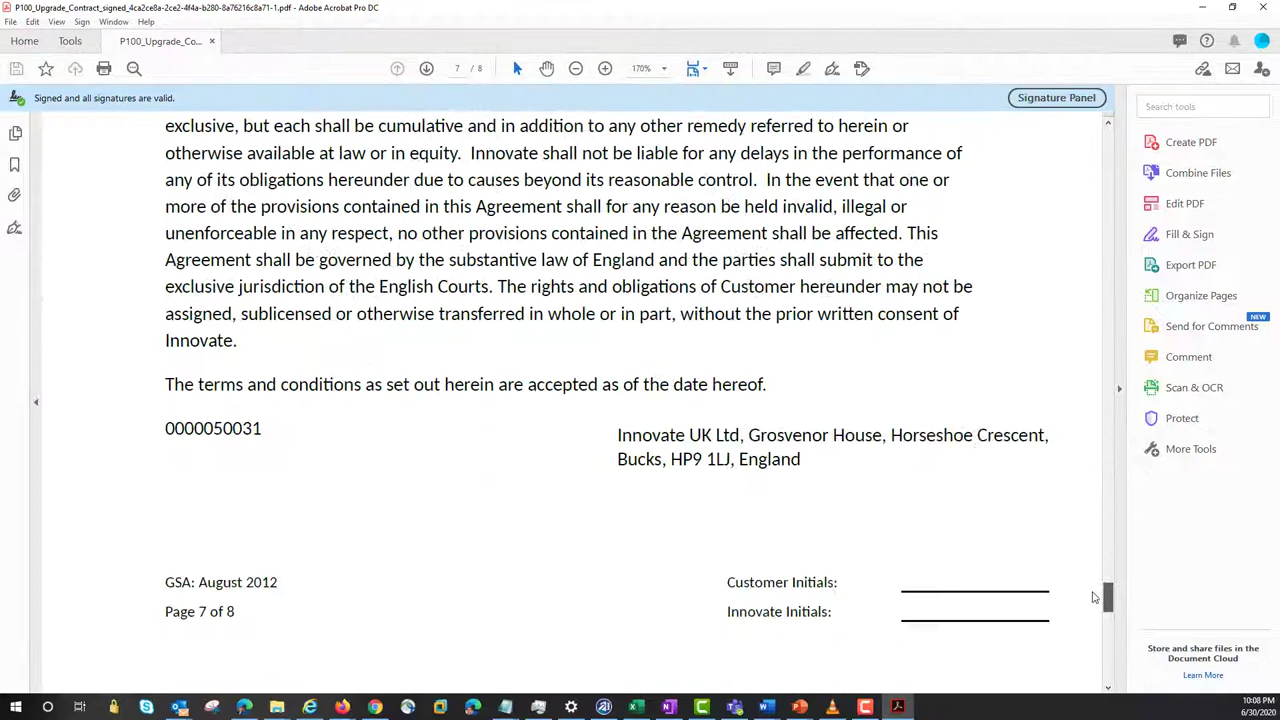 P100_Upgrade_Contract_signed_4ca2ce8a-2ce2-4f4a-b280-8a76216c8a71-1.pdf - Adobe Acrobat Pro DC
File Edit View Sign Window Help
Home Tools P100_Upgrade_Co...
7 / 8 170%
Signed and all signatures are valid. Signature Panel
exclusive, but each shall be cumulative and in addition to any other remedy referred to herein or
otherwise available at law or in equity. Innovate shall not be liable for any delays in the performance of
any of its obligations hereunder due to causes beyond its reasonable control. In the event that one or
more of the provisions contained in this Agreement shall for any reason be held invalid, illegal or
unenforceable in any respect, no other provisions contained in the Agreement shall be affected. This
Agreement shall be governed by the substantive law of England and the parties shall submit to the
exclusive jurisdiction of the English Courts. The rights and obligations of Customer hereunder may not be
assigned, sublicensed or otherwise transferred in whole or in part, without the prior written consent of
Innovate.
The terms and conditions as set out herein are accepted as of the date hereof.
0000050031
Innovate UK Ltd, Grosvenor House, Horseshoe Crescent,
Bucks, HP9 1LJ, England
GSA: August 2012 Customer Initials:
Page 7 of 8 Innovate Initials:
Search tools
Create PDF
Combine Files
Edit PDF
Fill & Sign
Export PDF
Organize Pages
NEW
Send for Comments
Comment
Scan & OCR
Protect
More Tools
Store and share files in the
Document Cloud
Learn More
10:08 PM
6/30/2020